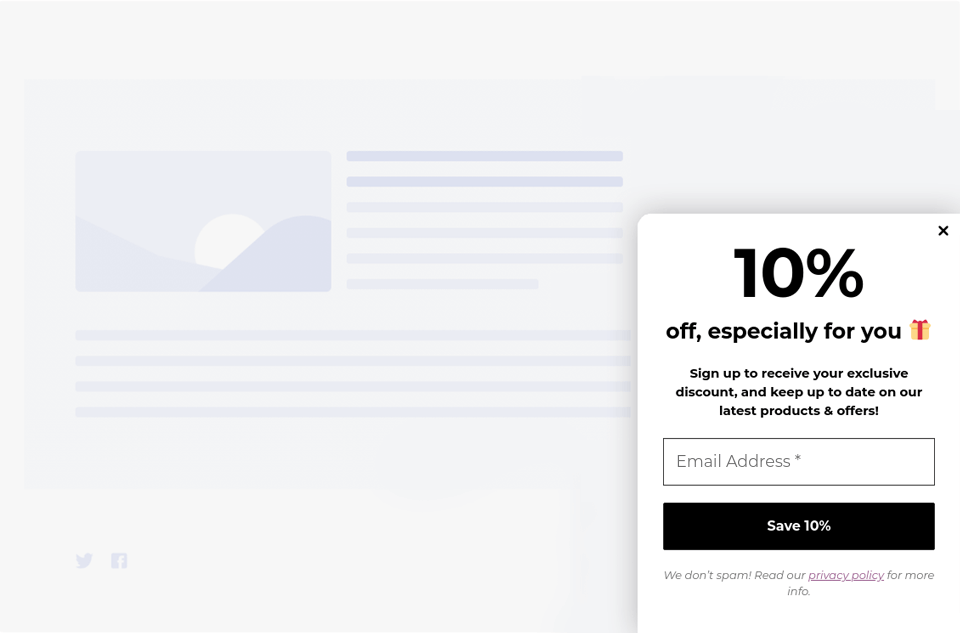 10%
off, especially for you 🎁
Sign up to receive your exclusive
discount, and keep up to date on our
latest products & offers!
Email Address *
Save 10%
We don't spam! Read our privacy policy for more
info.